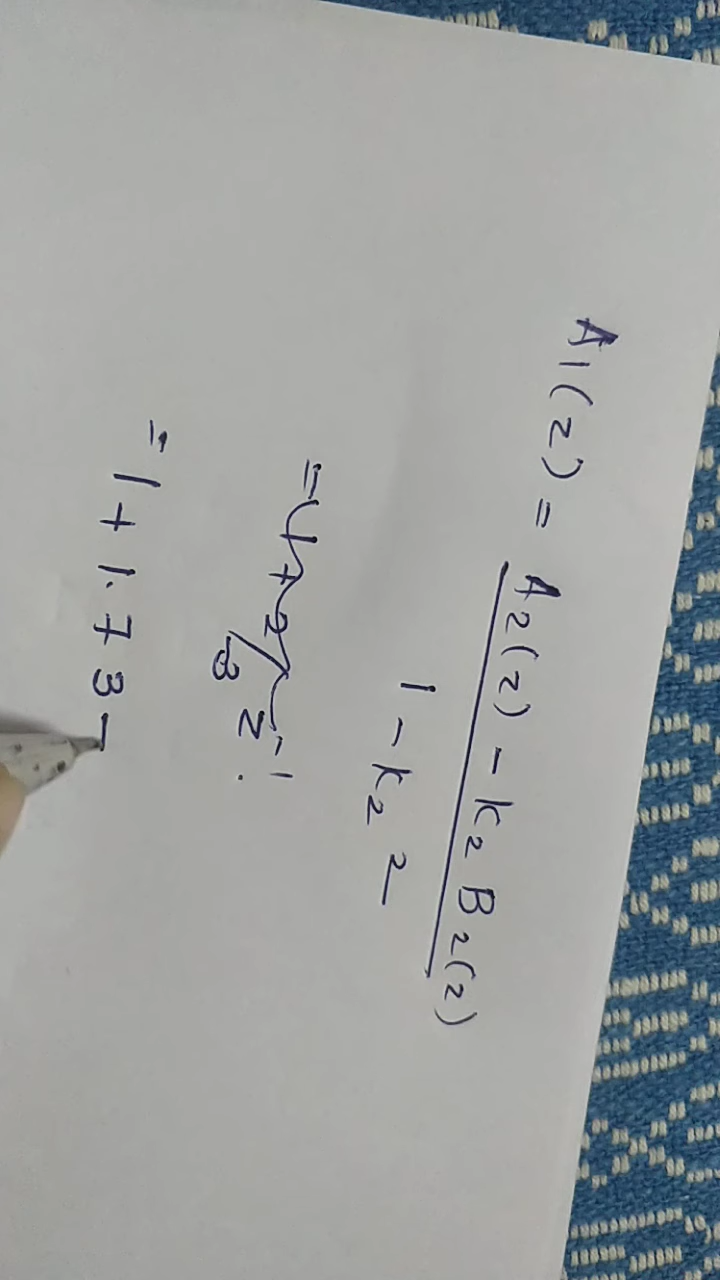 A1(z) = A2(z) - k2 B2(z)
1 - k2 2
= 1 + 2/3 z-1
= 1 + 1.73